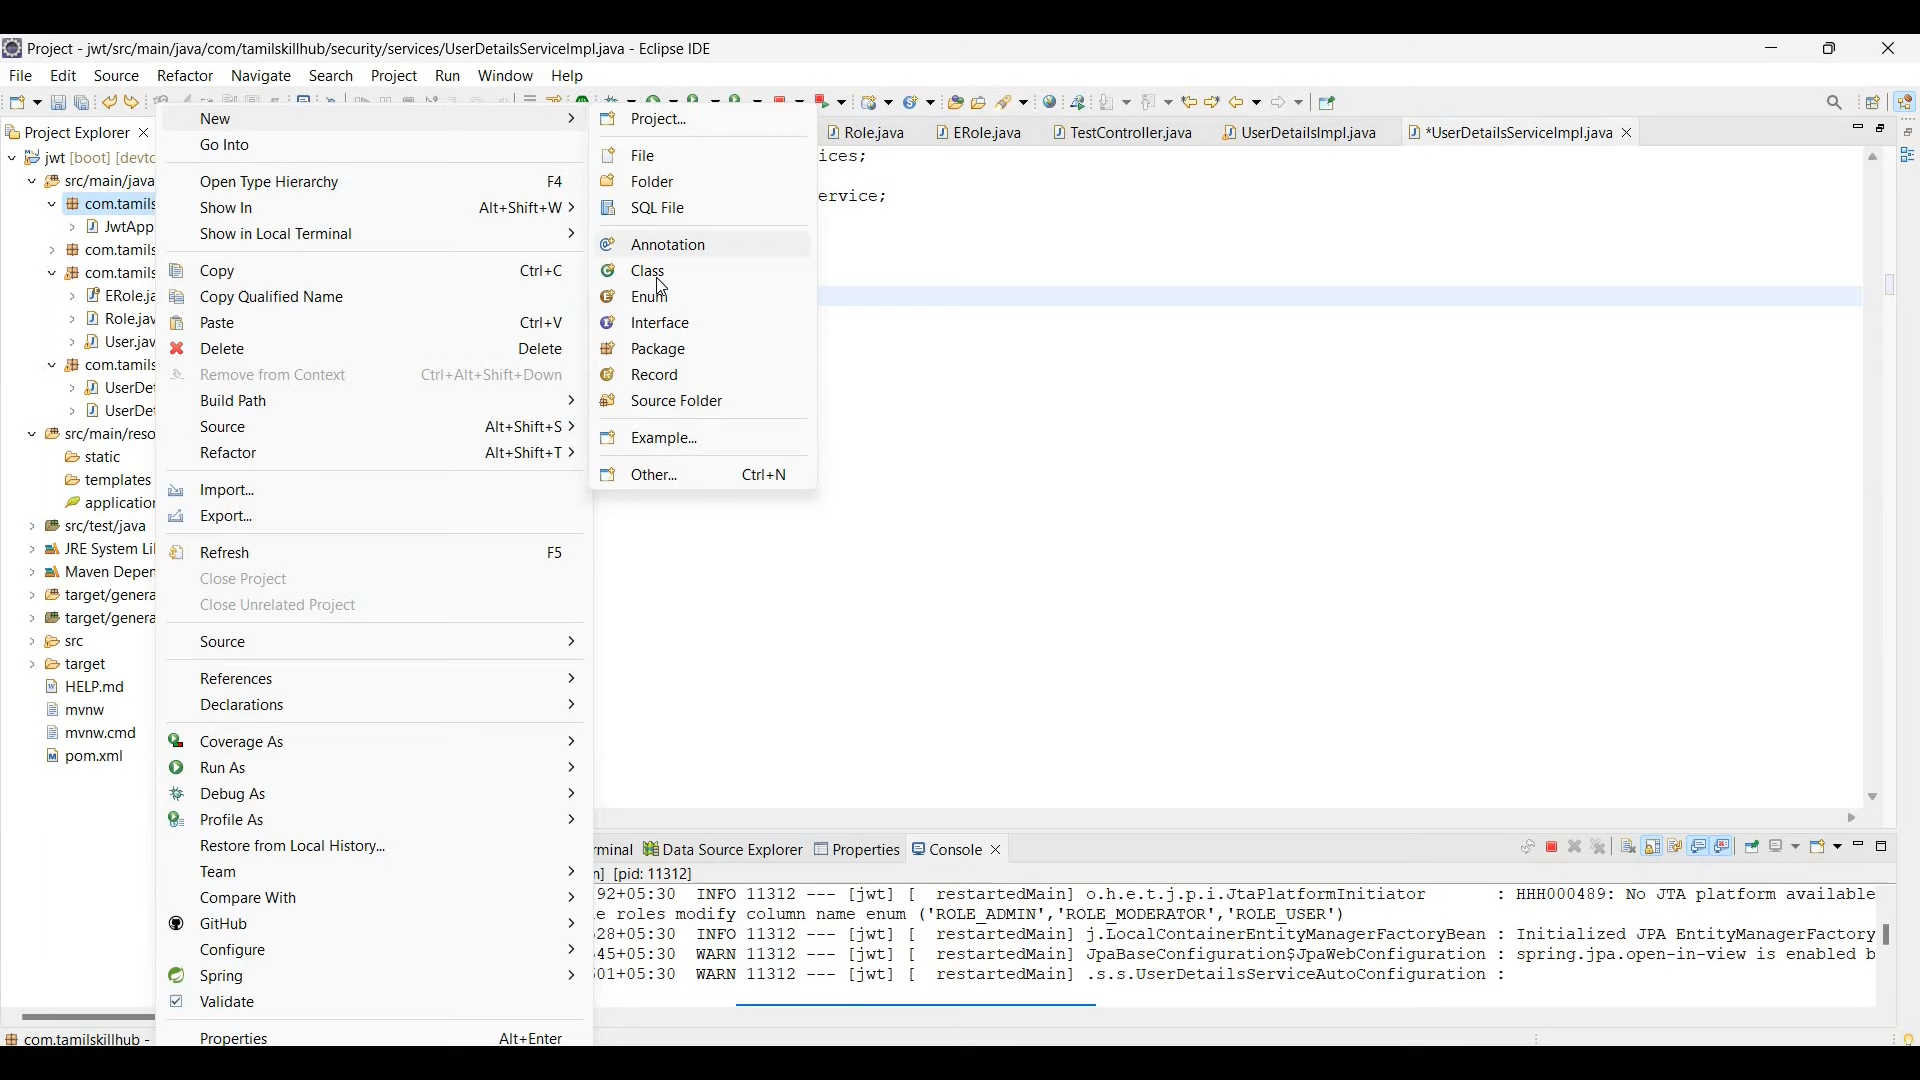 Project - jwt/src/main/java/com/tamilskillhub/security/services/UserDetailsServiceImpl.java - Eclipse IDE
File Edit Source Refactor Navigate Search Project Run Window Help
Project Explorer
Role.java ERole.java TestController.java UserDetailsImpl.java *UserDetailsServiceImpl.java
jwt [boot] [devtc
src/main/java
com.tamils
JwtApp
com.tamils
com.tamils
ERole.ja
Role.jav
User.jav
com.tamils
UserDet
UserDet
src/main/reso
static
templates
application
src/test/java
JRE System Li
Maven Depen
target/genera
target/genera
src
target
HELP.md
mvnw
mvnw.cmd
pom.xml
New
Go Into
Open Type Hierarchy F4
Show In Alt+Shift+W
Show in Local Terminal
Copy Ctrl+C
Copy Qualified Name
Paste Ctrl+V
Delete Delete
Remove from Context Ctrl+Alt+Shift+Down
Build Path
Source Alt+Shift+S
Refactor Alt+Shift+T
Import...
Export...
Refresh F5
Close Project
Close Unrelated Project
Source
References
Declarations
Coverage As
Run As
Debug As
Profile As
Restore from Local History...
Team
Compare With
GitHub
Configure
Spring
Validate
Properties Alt+Enter
Project...
File
Folder
SQL File
Annotation
Class
Enum
Interface
Package
Record
Source Folder
Example...
Other... Ctrl+N
ices;
ervice;
rminal Data Source Explorer Properties Console
n] [pid: 11312]
92+05:30 INFO 11312 --- [jwt] [ restartedMain] o.h.e.t.j.p.i.JtaPlatformInitiator : HHH000489: No JTA platform available
e roles modify column name enum ('ROLE_ADMIN','ROLE_MODERATOR','ROLE_USER')
28+05:30 INFO 11312 --- [jwt] [ restartedMain] j.LocalContainerEntityManagerFactoryBean : Initialized JPA EntityManagerFactory
45+05:30 WARN 11312 --- [jwt] [ restartedMain] JpaBaseConfiguration$JpaWebConfiguration : spring.jpa.open-in-view is enabled b
01+05:30 WARN 11312 --- [jwt] [ restartedMain] .s.s.UserDetailsServiceAutoConfiguration :
com.tamilskillhub -